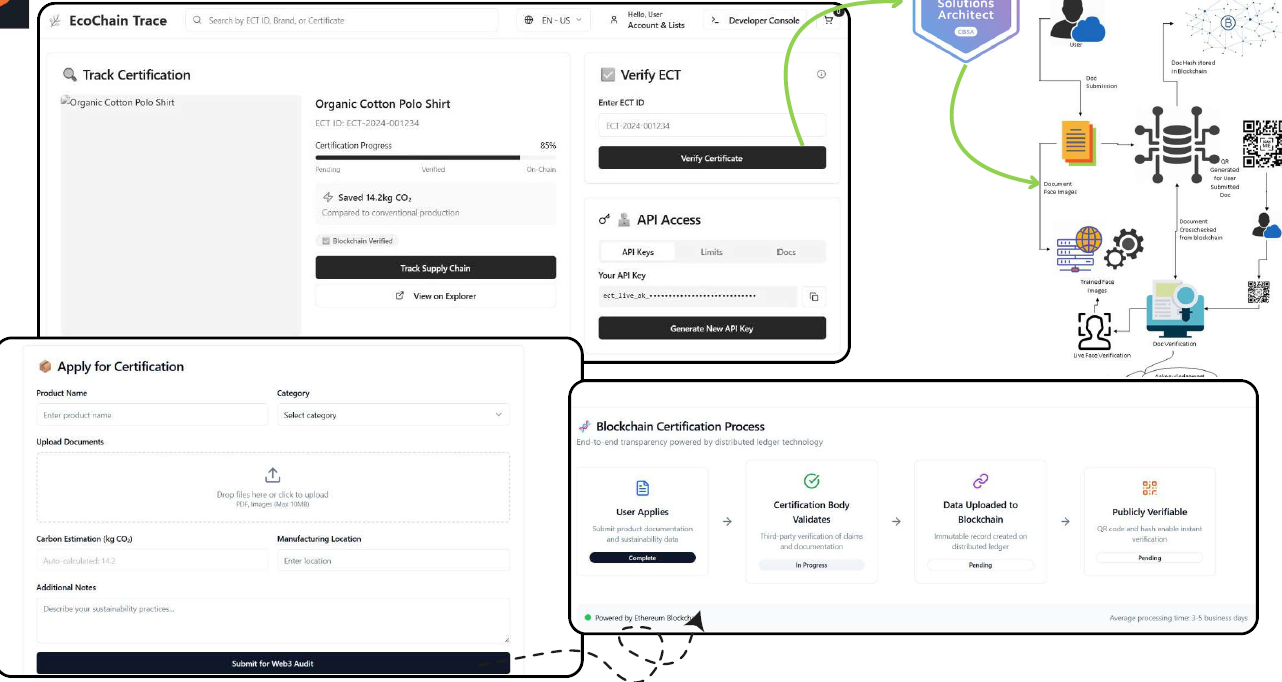 EcoChain Trace
Search by ECT ID, Brand, or Certificate
EN - US
Hello, User
Account & Lists
Developer Console
Track Certification
Organic Cotton Polo Shirt
Organic Cotton Polo Shirt
ECT ID: ECT-2024-001234
Certification Progress 85%
Pending Verified On-Chain
Saved 14.2kg CO₂
Compared to conventional production
Blockchain Verified
Track Supply Chain
View on Explorer
Verify ECT
Enter ECT ID
ECT-2024-001234
Verify Certificate
API Access
API Keys Limits Docs
Your API Key
ect_live_ak_••••••••••••••••••••••••••••
Generate New API Key
Solutions
Architect
CBSA
User
Doc
Submission
Doc Hash stored
in Blockchain
QR
Generated
for User
Submitted
Doc
Document
Face Images
Document
Crosschecked
from blockchain
Trained Face
Images
Live Face Verification
Doc Verification
Apply for Certification
Product Name Category
Enter product name Select category
Upload Documents
Drop files here or click to upload
PDF, Images (Max 10MB)
Carbon Estimation (kg CO₂) Manufacturing Location
Auto-calculated: 14.2 Enter location
Additional Notes
Describe your sustainability practices...
Submit for Web3 Audit
Blockchain Certification Process
End-to-end transparency powered by distributed ledger technology
User Applies
Submit product documentation
and sustainability data
Complete
Certification Body
Validates
Third-party verification of claims
and documentation
In Progress
Data Uploaded to
Blockchain
Immutable record created on
distributed ledger
Pending
Publicly Verifiable
QR code and hash enable instant
verification
Pending
Powered by Ethereum Blockch
Average processing time: 3-5 business days